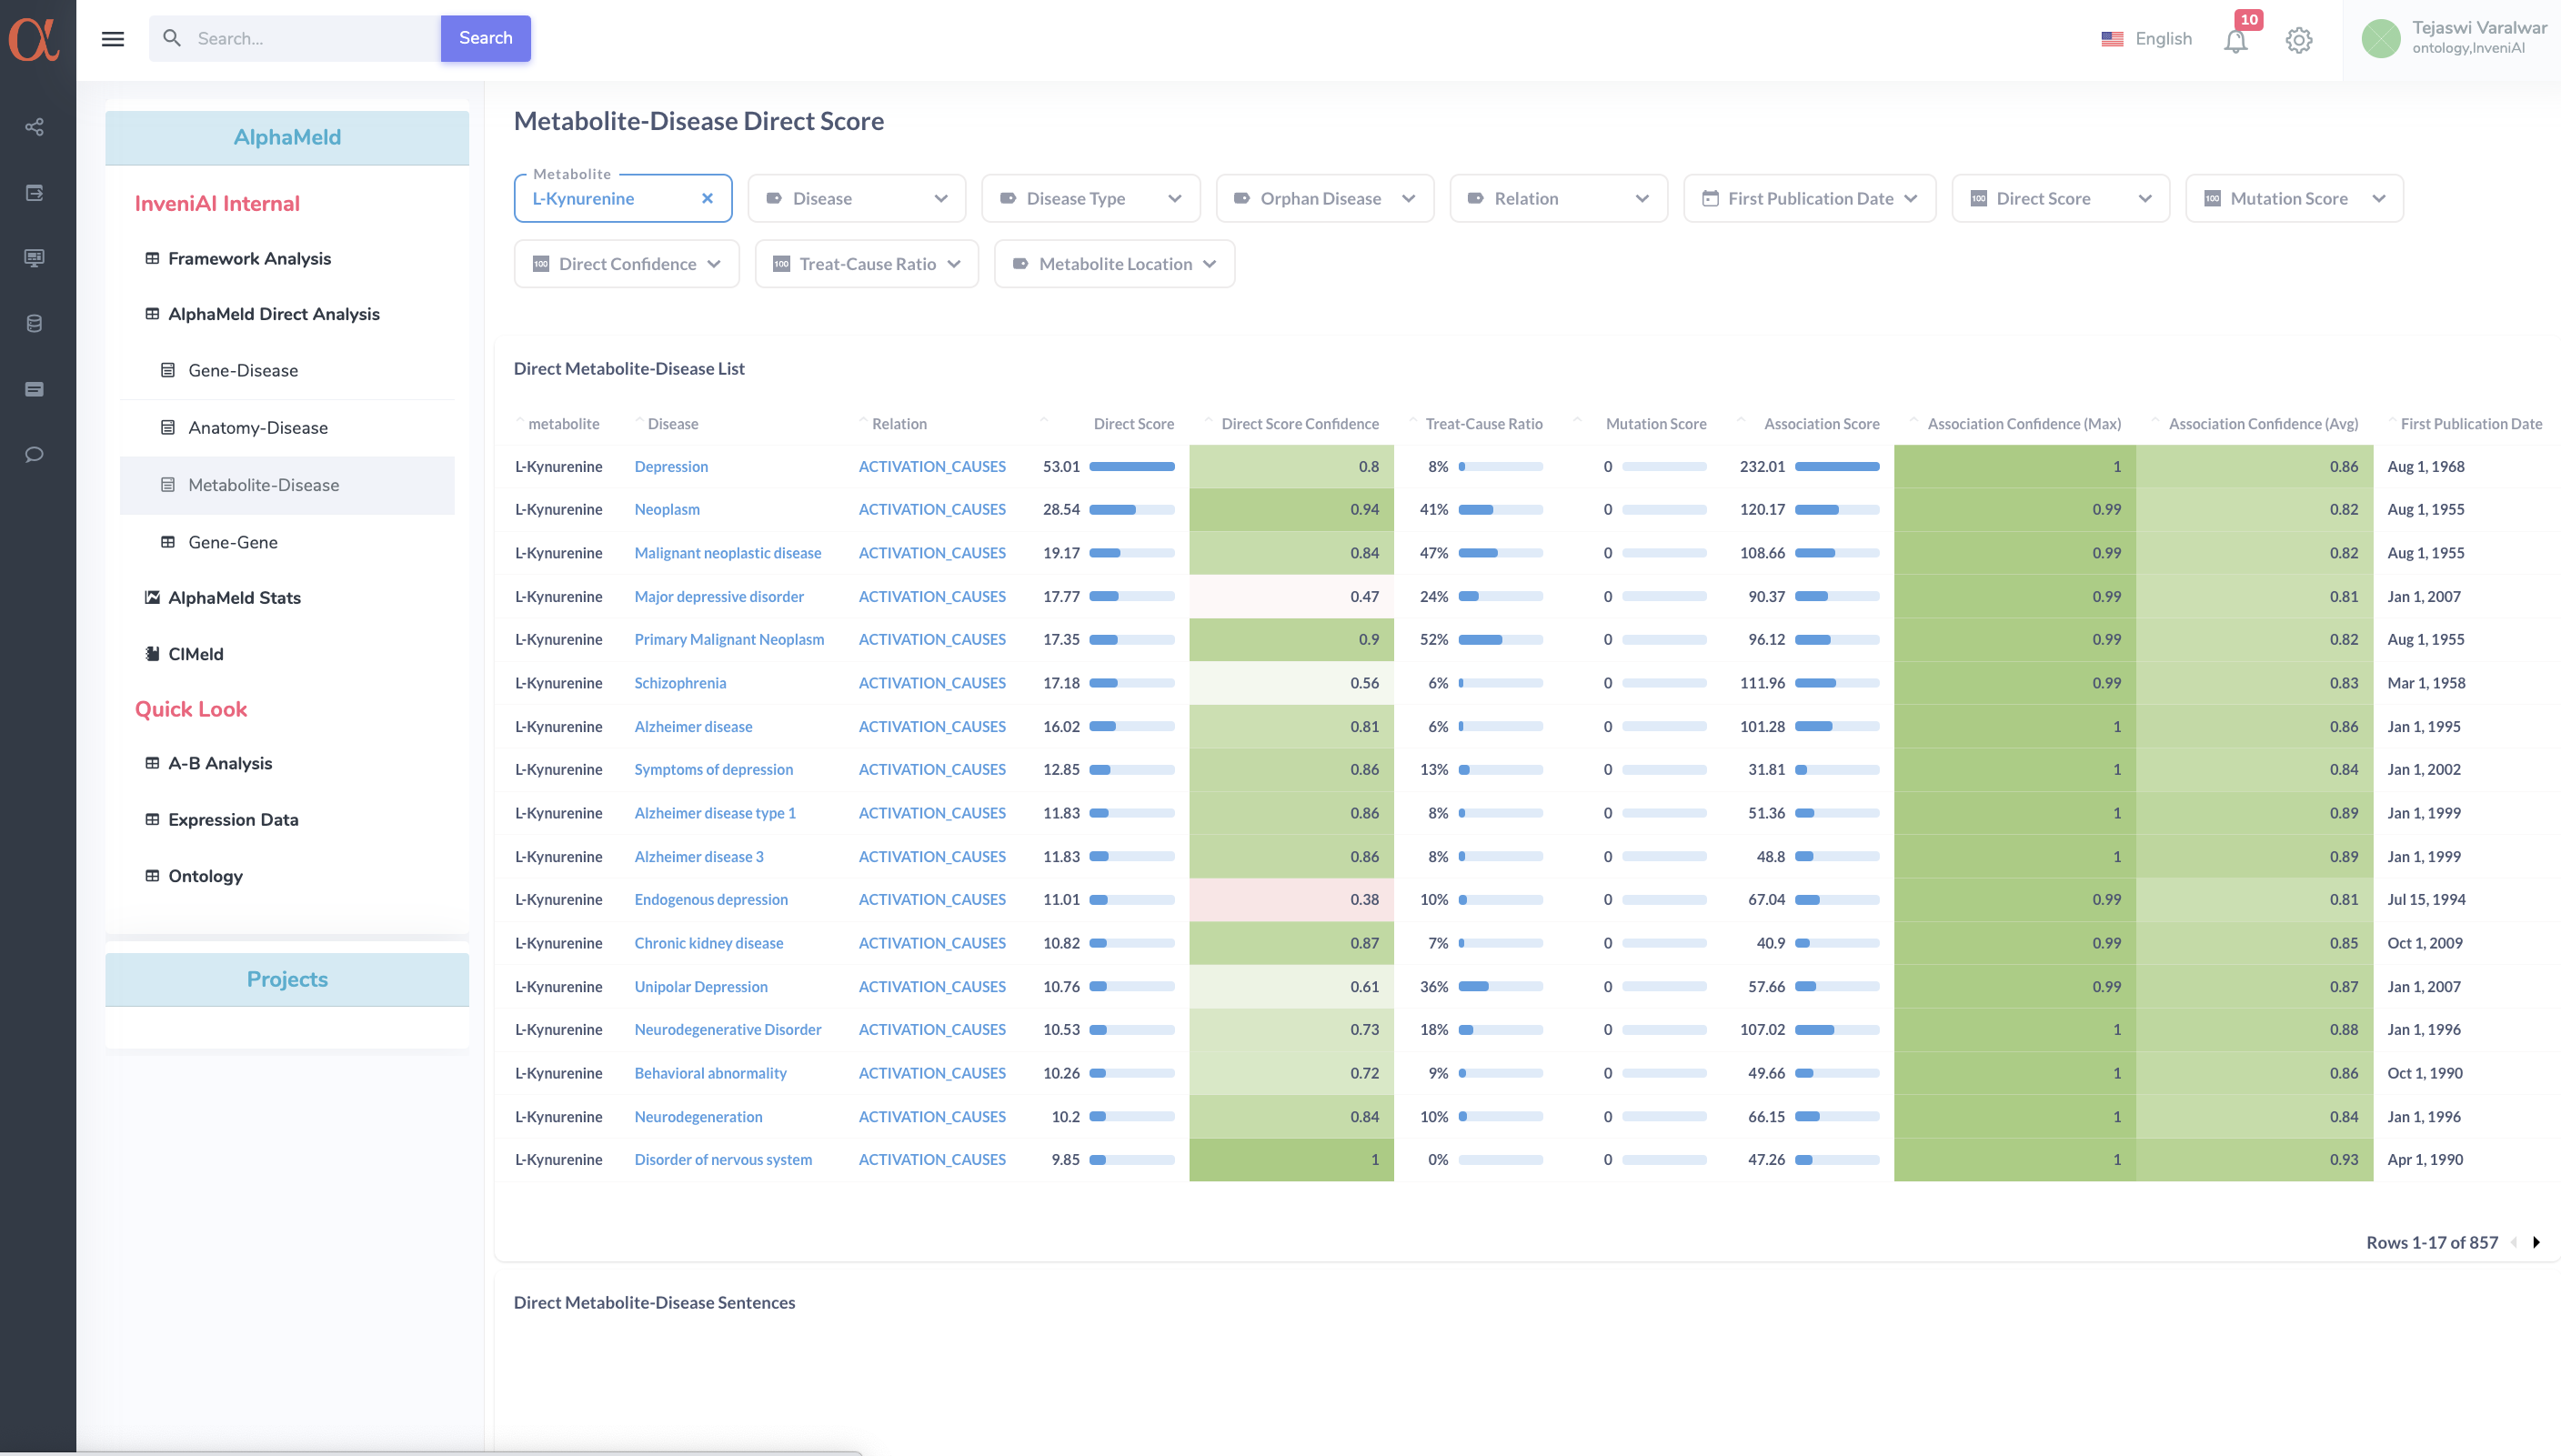 α
Search...
Search
English
10
Tejaswi Varalwar
ontology,InveniAI
AlphaMeld
InveniAI Internal
Framework Analysis
AlphaMeld Direct Analysis
Gene-Disease
Anatomy-Disease
Metabolite-Disease
Gene-Gene
AlphaMeld Stats
CIMeld
Quick Look
A-B Analysis
Expression Data
Ontology
Projects
Metabolite-Disease Direct Score
Metabolite
L-Kynurenine
Disease
Disease Type
Orphan Disease
Relation
First Publication Date
100 Direct Score
100 Mutation Score
100 Direct Confidence
100 Treat-Cause Ratio
Metabolite Location
Direct Metabolite-Disease List
metabolite Disease Relation Direct Score Direct Score Confidence Treat-Cause Ratio Mutation Score Association Score Association Confidence (Max) Association Confidence (Avg) First Publication Date
L-Kynurenine Depression ACTIVATION_CAUSES 53.01 0.8 8% 0 232.01 1 0.86 Aug 1, 1968
L-Kynurenine Neoplasm ACTIVATION_CAUSES 28.54 0.94 41% 0 120.17 0.99 0.82 Aug 1, 1955
L-Kynurenine Malignant neoplastic disease ACTIVATION_CAUSES 19.17 0.84 47% 0 108.66 0.99 0.82 Aug 1, 1955
L-Kynurenine Major depressive disorder ACTIVATION_CAUSES 17.77 0.47 24% 0 90.37 0.99 0.81 Jan 1, 2007
L-Kynurenine Primary Malignant Neoplasm ACTIVATION_CAUSES 17.35 0.9 52% 0 96.12 0.99 0.82 Aug 1, 1955
L-Kynurenine Schizophrenia ACTIVATION_CAUSES 17.18 0.56 6% 0 111.96 0.99 0.83 Mar 1, 1958
L-Kynurenine Alzheimer disease ACTIVATION_CAUSES 16.02 0.81 6% 0 101.28 1 0.86 Jan 1, 1995
L-Kynurenine Symptoms of depression ACTIVATION_CAUSES 12.85 0.86 13% 0 31.81 1 0.84 Jan 1, 2002
L-Kynurenine Alzheimer disease type 1 ACTIVATION_CAUSES 11.83 0.86 8% 0 51.36 1 0.89 Jan 1, 1999
L-Kynurenine Alzheimer disease 3 ACTIVATION_CAUSES 11.83 0.86 8% 0 48.8 1 0.89 Jan 1, 1999
L-Kynurenine Endogenous depression ACTIVATION_CAUSES 11.01 0.38 10% 0 67.04 0.99 0.81 Jul 15, 1994
L-Kynurenine Chronic kidney disease ACTIVATION_CAUSES 10.82 0.87 7% 0 40.9 0.99 0.85 Oct 1, 2009
L-Kynurenine Unipolar Depression ACTIVATION_CAUSES 10.76 0.61 36% 0 57.66 0.99 0.87 Jan 1, 2007
L-Kynurenine Neurodegenerative Disorder ACTIVATION_CAUSES 10.53 0.73 18% 0 107.02 1 0.88 Jan 1, 1996
L-Kynurenine Behavioral abnormality ACTIVATION_CAUSES 10.26 0.72 9% 0 49.66 1 0.86 Oct 1, 1990
L-Kynurenine Neurodegeneration ACTIVATION_CAUSES 10.2 0.84 10% 0 66.15 1 0.84 Jan 1, 1996
L-Kynurenine Disorder of nervous system ACTIVATION_CAUSES 9.85 1 0% 0 47.26 1 0.93 Apr 1, 1990
Rows 1-17 of 857
Direct Metabolite-Disease Sentences